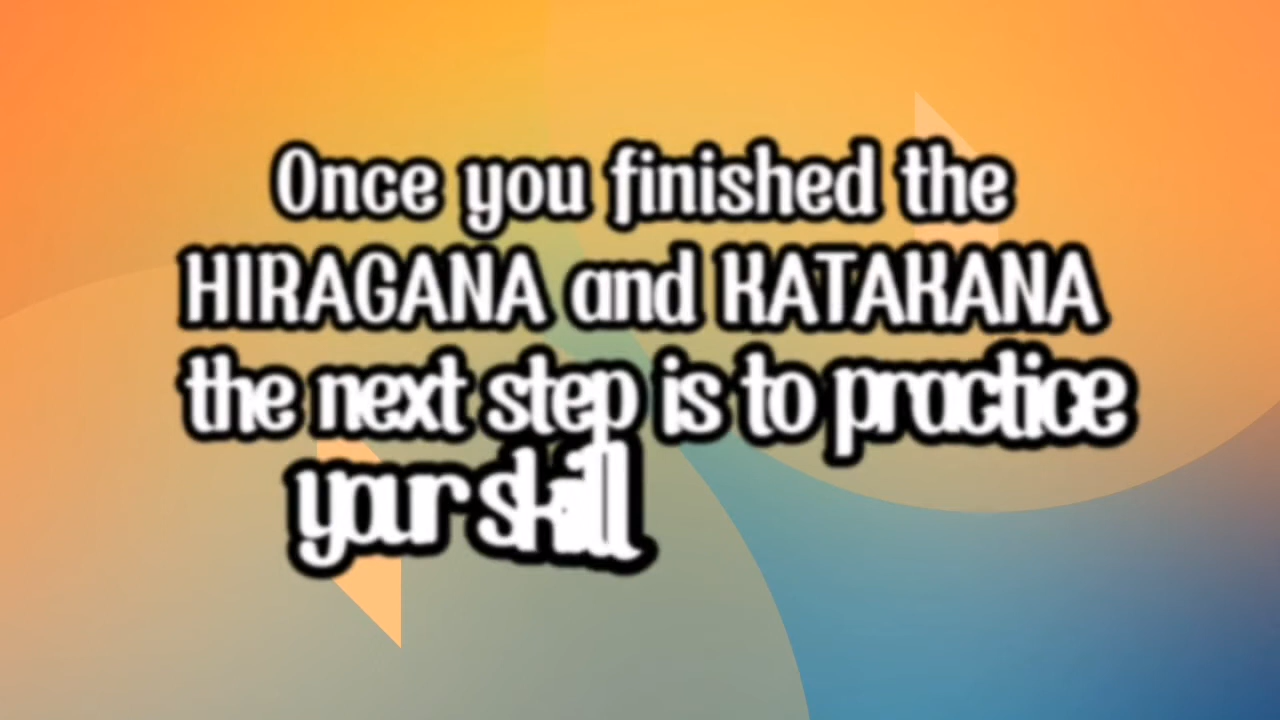 Once you finished the
HIRAGANA and KATAKANA
the next step is to practice
your skill